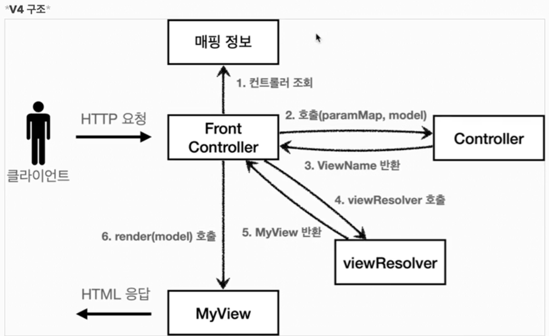 *V4 구조*
매핑 정보
1. 컨트롤러 조회
HTTP 요청
2. 호출(paramMap, model)
Front
Controller
Controller
3. ViewName 반환
클라이언트
4. viewResolver 호출
5. MyView 반환
6. render(model) 호출
viewResolver
HTML 응답
MyView